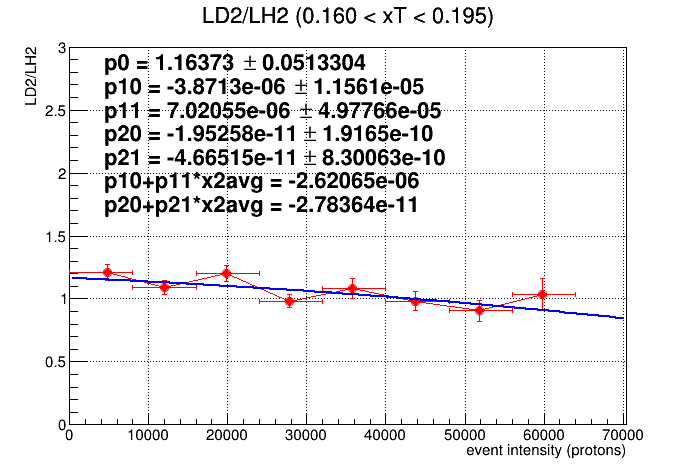 LD2/LH2 (0.160 < xT < 0.195)
LD2/LH2
3
p0 = 1.16373 ± 0.0513304
p10 = -3.8713e-06 ± 1.1561e-05
2.5
p11 = 7.02055e-06 ± 4.97766e-05
p20 = -1.95258e-11 ± 1.9165e-10
p21 = -4.66515e-11 ± 8.30063e-10
2
p10+p11*x2avg = -2.62065e-06
p20+p21*x2avg = -2.78364e-11
1.5
1
0.5
0
0 10000 20000 30000 40000 50000 60000 70000
event intensity (protons)